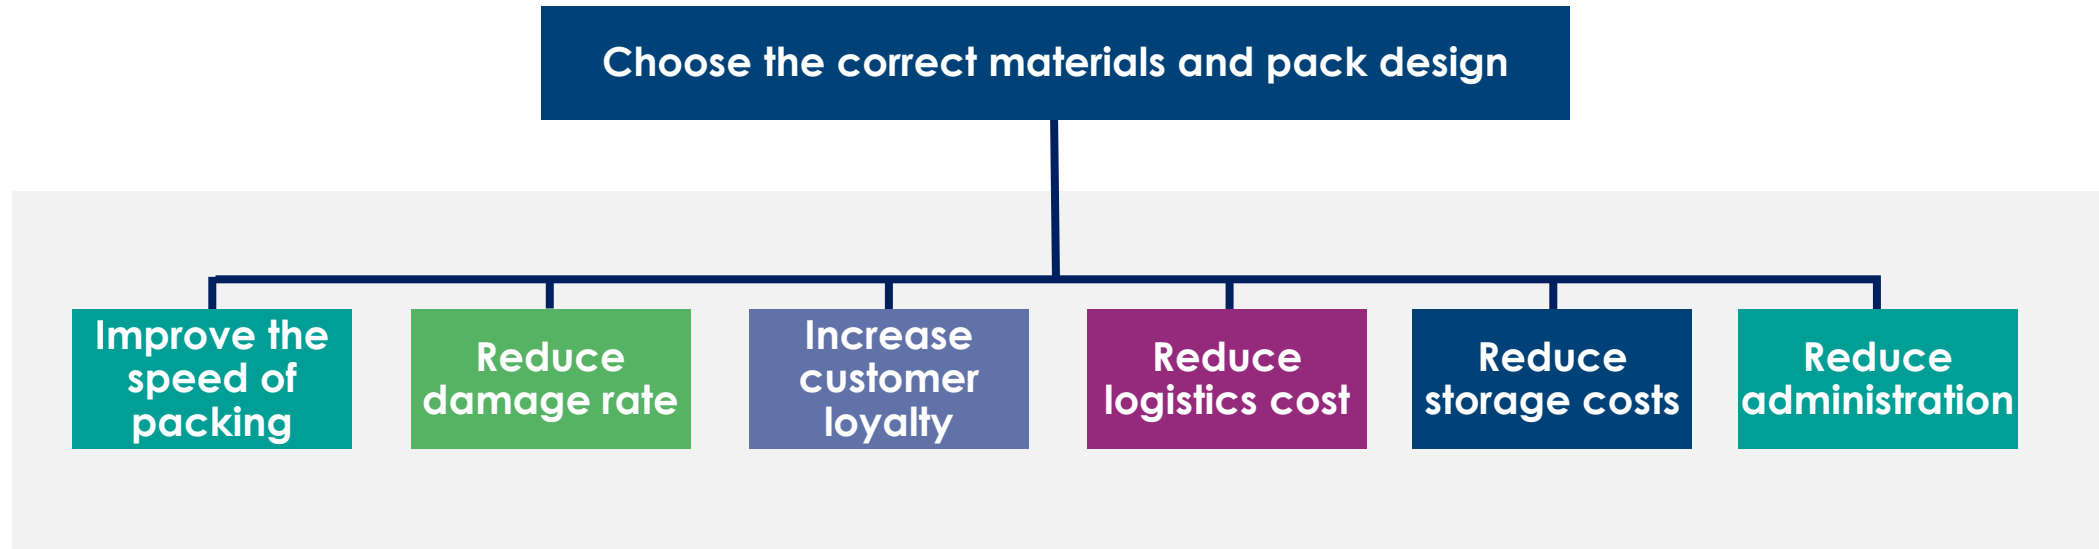 Choose the correct materials and pack design
Improve the
speed of
packing
Reduce
damage rate
Increase
customer
loyalty
Reduce
logistics cost
Reduce
storage costs
Reduce
administration